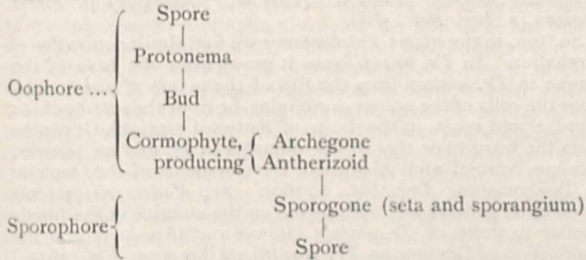 Spore
Protonema
Oophore ...
Bud
Cormophyte, Archegone
producing Antherizoid
Sporogone (seta and sporangium)
Sporophore
Spore